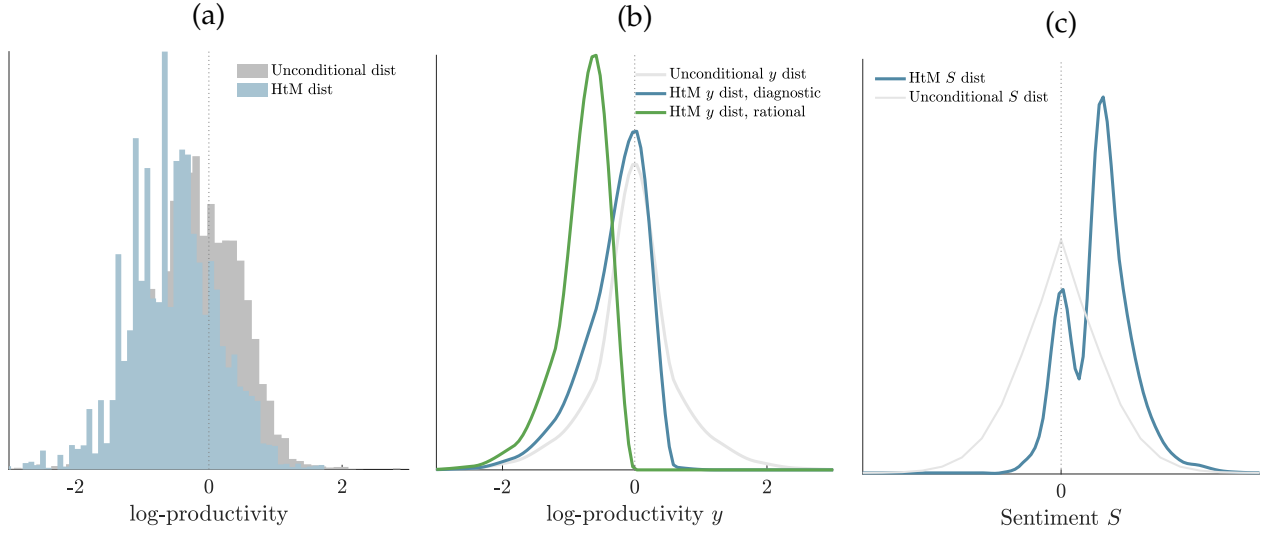 (a)
Unconditional dist
HtM dist
-2
0
2
log-productivity
(b)
Unconditional y dist
HtM y dist, diagnostic
HtM y dist, rational
-2
0
2
log-productivity y
(c)
HtM S dist
Unconditional S dist
0
Sentiment S